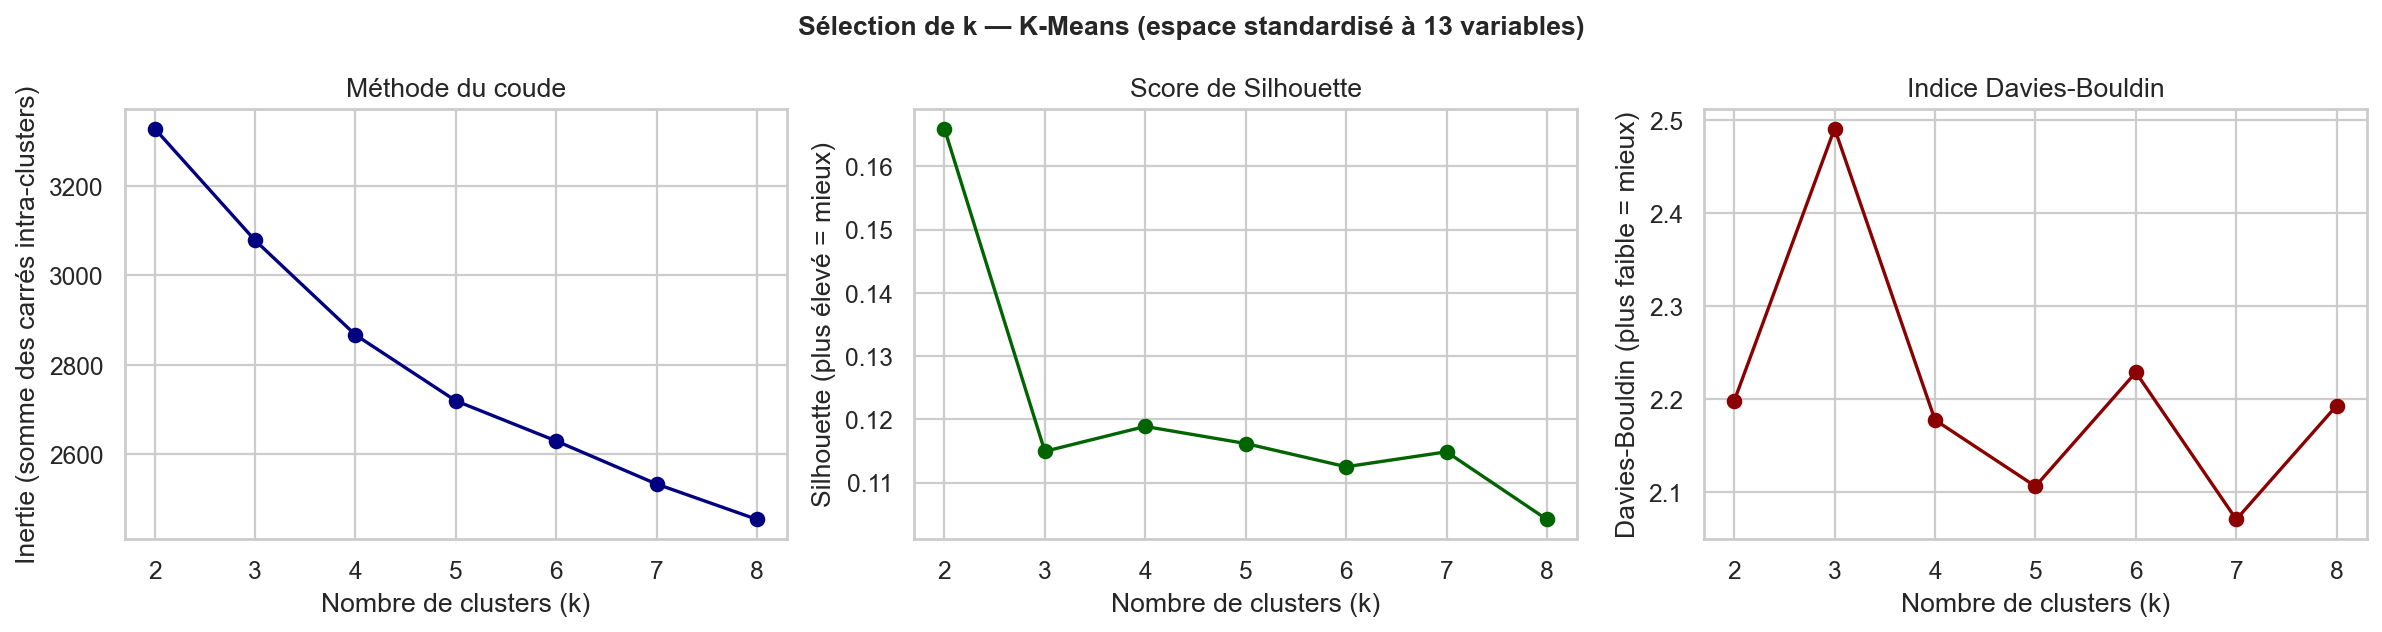 Sélection de k — K-Means (espace standardisé à 13 variables)
Méthode du coude
Inertie (somme des carrés intra-clusters)
3200
3000
2800
2600
2 3 4 5 6 7 8
Nombre de clusters (k)
Score de Silhouette
Silhouette (plus élevé = mieux)
0.16
0.15
0.14
0.13
0.12
0.11
2 3 4 5 6 7 8
Nombre de clusters (k)
Indice Davies-Bouldin
Davies-Bouldin (plus faible = mieux)
2.5
2.4
2.3
2.2
2.1
2 3 4 5 6 7 8
Nombre de clusters (k)